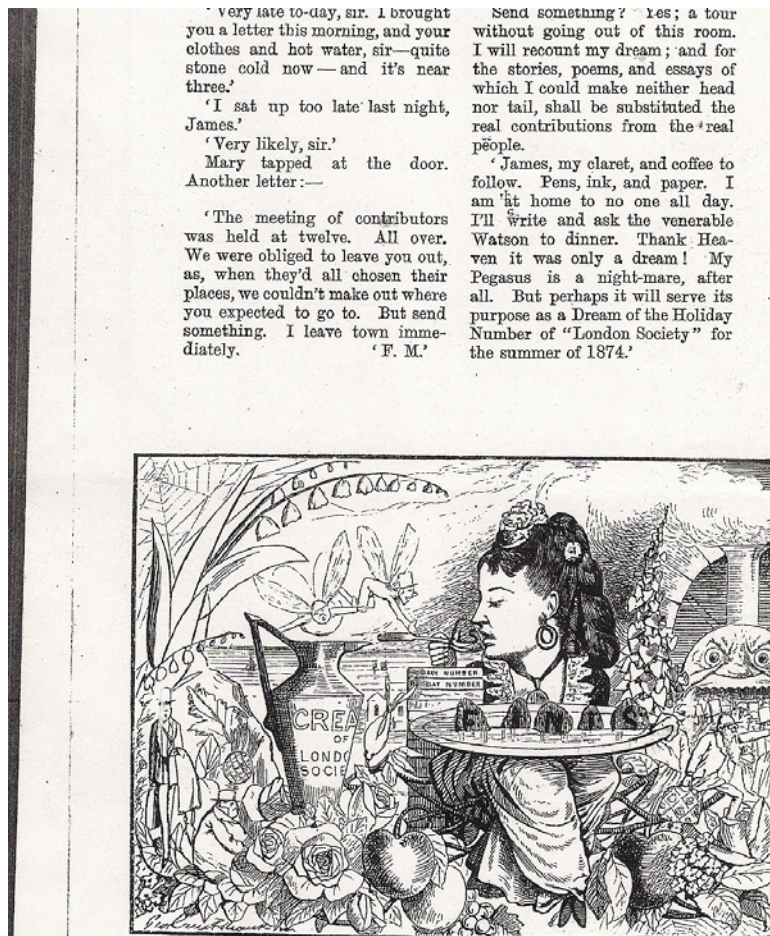 'Very late to-day, sir. I brought
you a letter this morning, and your
clothes and hot water, sir—quite
stone cold now—and it's near
three.'
'I sat up too late last night,
James.'
'Very likely, sir.'
Mary tapped at the door.
Another letter:—
'The meeting of contributors
was held at twelve. All over.
We were obliged to leave you out,
as, when they'd all chosen their
places, we couldn't make out where
you expected to go to. But send
something. I leave town imme-
diately. 'F. M.'
Send something? Yes; a tour
without going out of this room.
I will recount my dream; and for
the stories, poems, and essays of
which I could make neither head
nor tail, shall be substituted the
real contributions from the real
people.
'James, my claret, and coffee to
follow. Pens, ink, and paper. I
am at home to no one all day.
I'll write and ask the venerable
Watson to dinner. Thank Hea-
ven it was only a dream! My
Pegasus is a night-mare, after
all. But perhaps it will serve its
purpose as a Dream of the Holiday
Number of "London Society" for
the summer of 1874.'
CREA
OF
LONDO
SOCIE
NUMBER
DAY NUMBER
FINIS